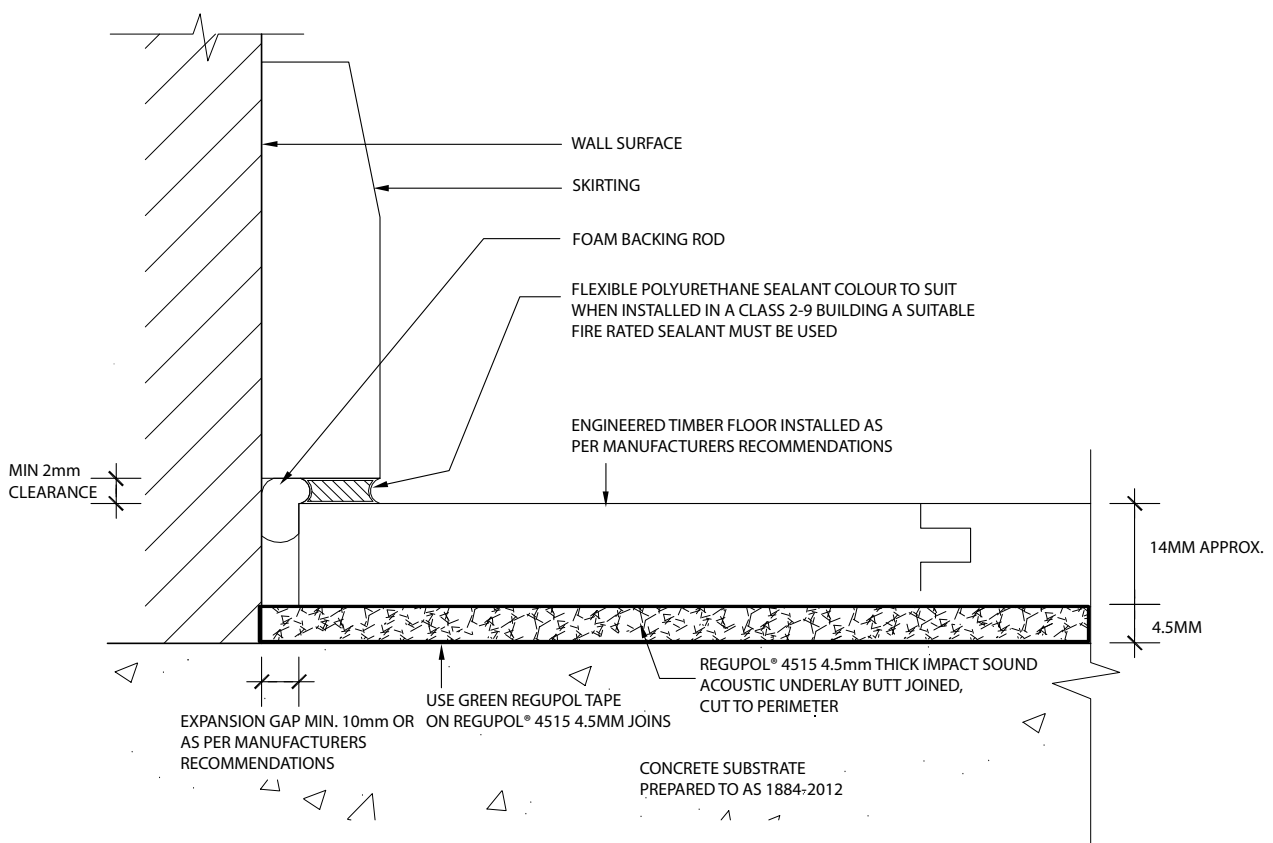 WALL SURFACE
SKIRTING
FOAM BACKING ROD
FLEXIBLE POLYURETHANE SEALANT COLOUR TO SUIT
WHEN INSTALLED IN A CLASS 2-9 BUILDING A SUITABLE
FIRE RATED SEALANT MUST BE USED
ENGINEERED TIMBER FLOOR INSTALLED AS
PER MANUFACTURERS RECOMMENDATIONS
MIN 2mm
CLEARANCE
14MM APPROX.
4.5MM
REGUPOL® 4515 4.5mm THICK IMPACT SOUND
ACOUSTIC UNDERLAY BUTT JOINED,
CUT TO PERIMETER
USE GREEN REGUPOL TAPE
ON REGUPOL® 4515 4.5MM JOINS
EXPANSION GAP MIN. 10mm OR
AS PER MANUFACTURERS
RECOMMENDATIONS
CONCRETE SUBSTRATE
PREPARED TO AS 1884-2012